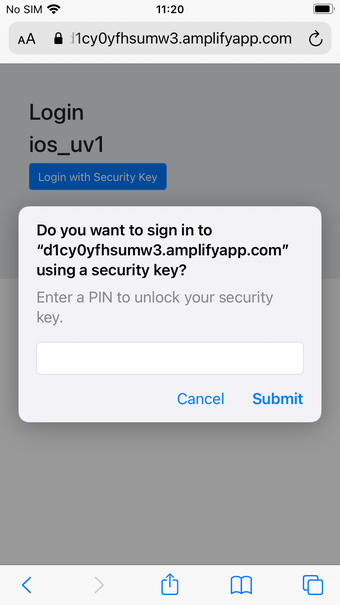 No SIM 11:20
AA d1cy0yfhsumw3.amplifyapp.com
Login
ios_uv1
Login with Security Key
Do you want to sign in to
“d1cy0yfhsumw3.amplifyapp.com”
using a security key?
Enter a PIN to unlock your security
key.
Cancel Submit